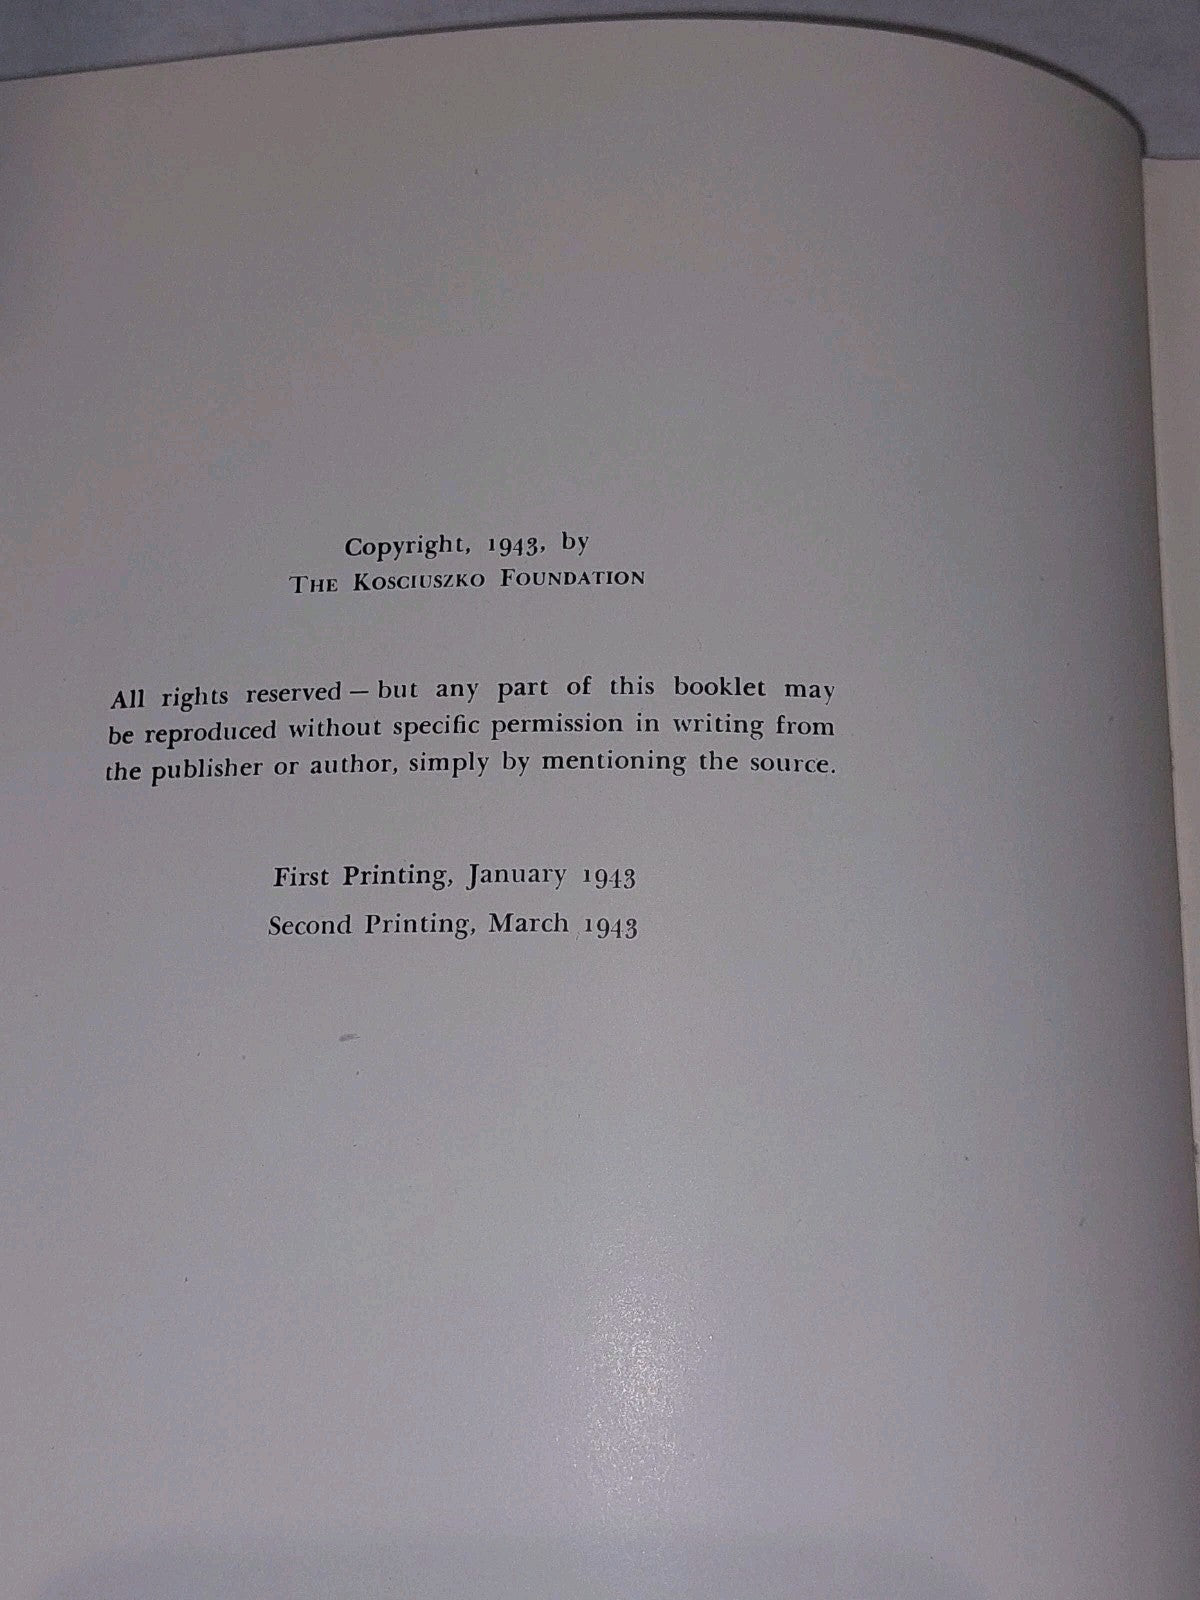 Copyright, 1943, by
THE KOSCIUSZKO FOUNDATION
All rights reserved — but any part of this booklet may
be reproduced without specific permission in writing from
the publisher or author, simply by mentioning the source.
First Printing, January 1943
Second Printing, March 1943